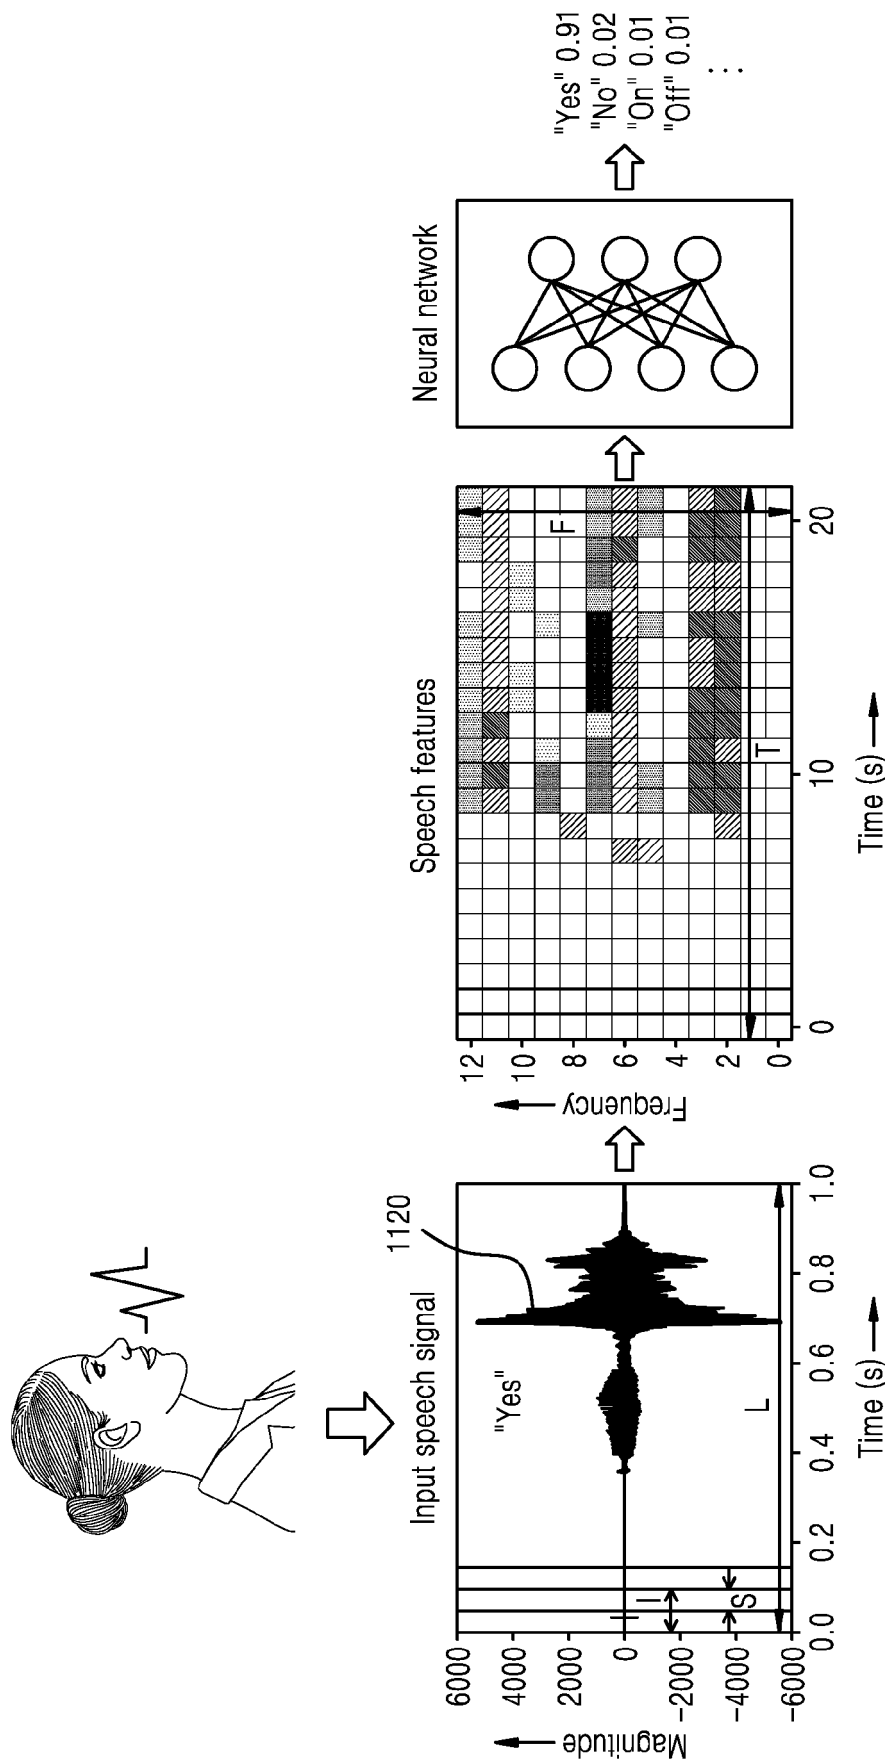 Input speech signal
Magnitude
6000
4000
2000
0
-2000
-4000
-6000
"Yes"
1120
I
S
L
0.0
0.2
0.4
0.6
0.8
1.0
Time (s)
Speech features
Frequency
12
10
8
6
4
2
0
F
T
0
10
20
Time (s)
Neural network
"Yes" 0.91
"No" 0.02
"On" 0.01
"Off" 0.01
⋮